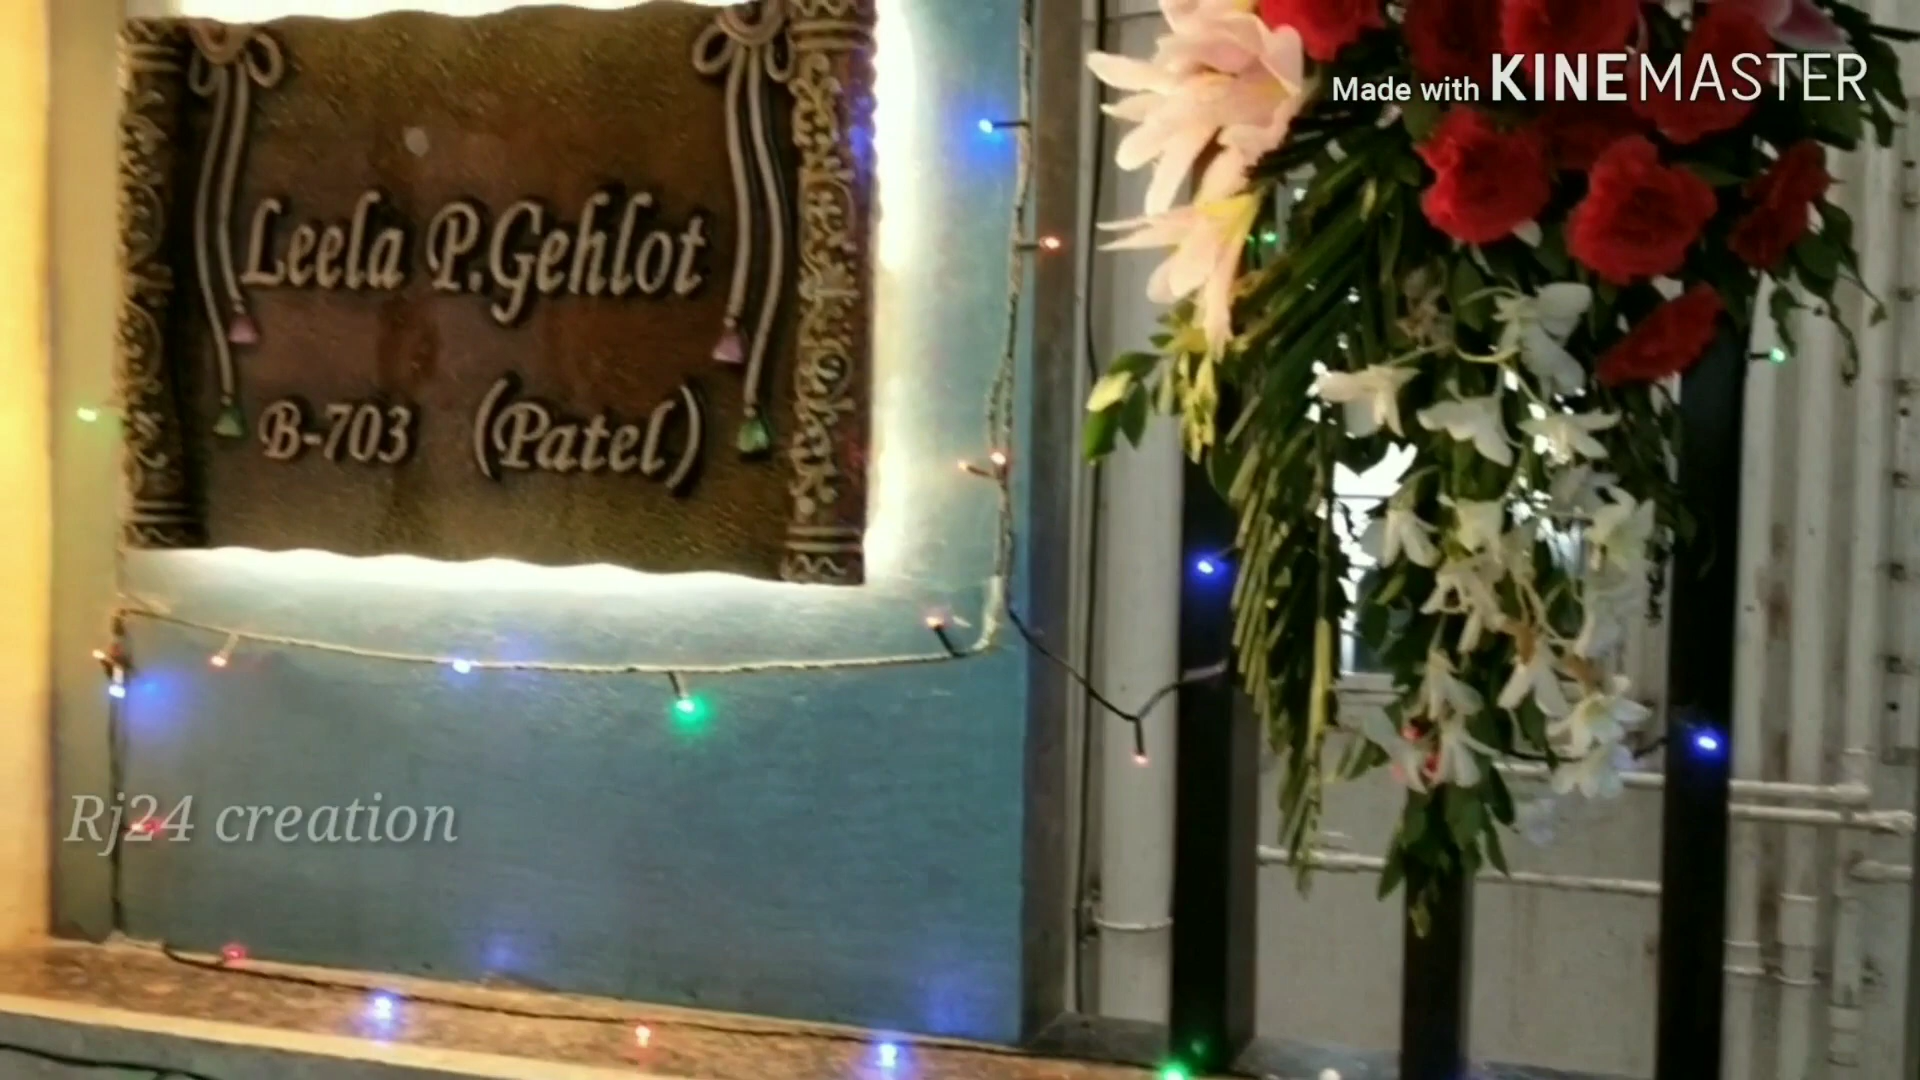 Made with KINEMASTER
Leela P.Gehlot
B-703 (Patel)
Rj24 creation